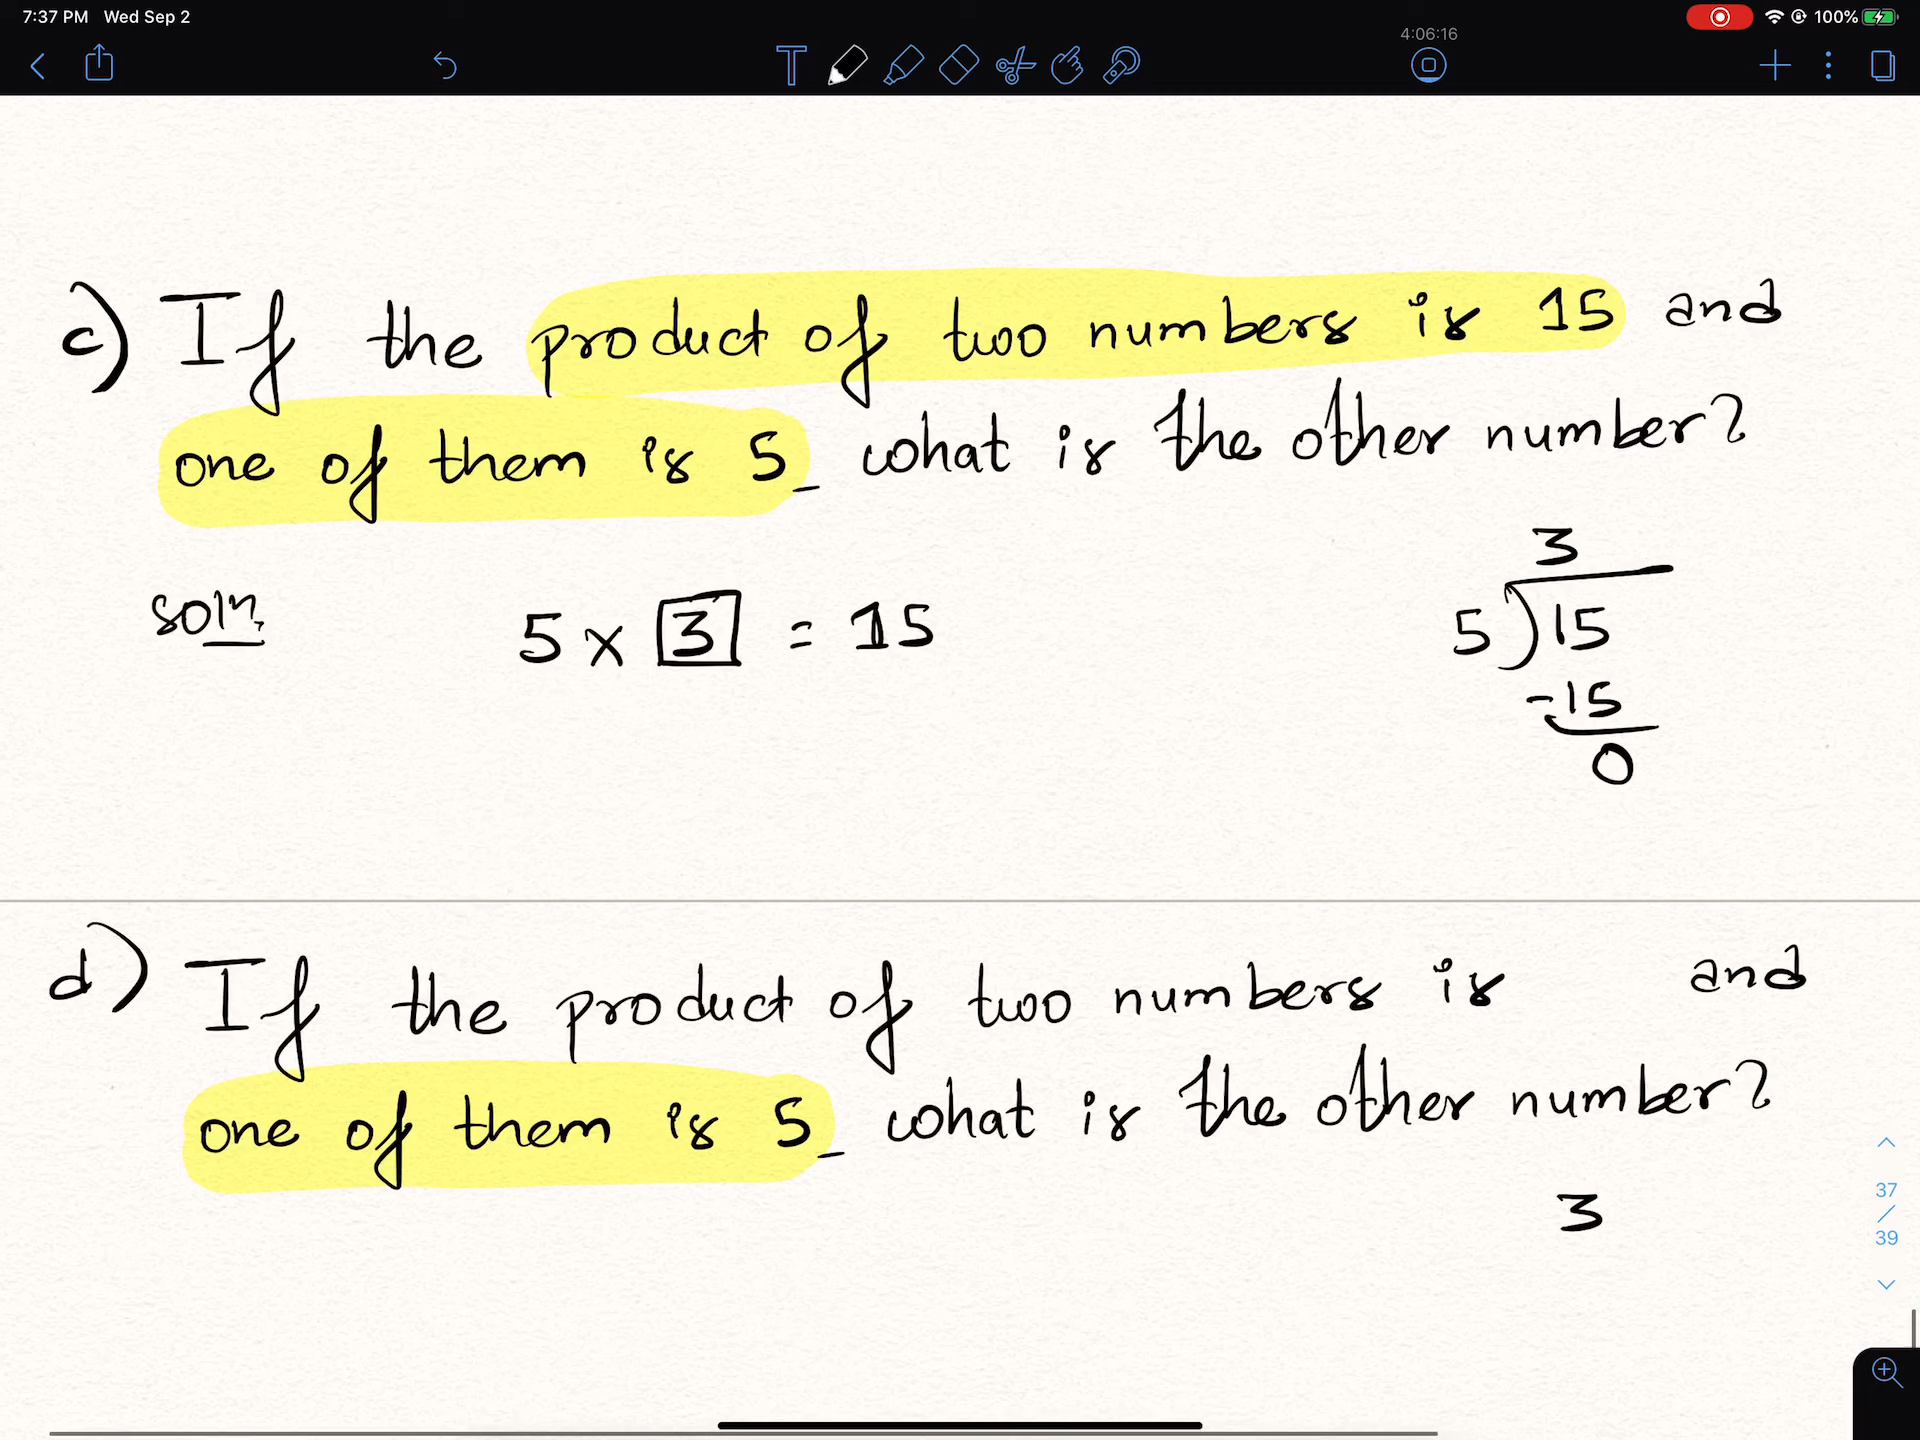 7:37 PM Wed Sep 2
100%
4:06:16
T
c) If the product of two numbers is 15 and
one of them is 5_ what is the other number?
3
soln,
5 x 3 = 15
5)15
-15
0
d) If the product of two numbers is and
one of them is 5_ what is the other number?
3
37
/
39